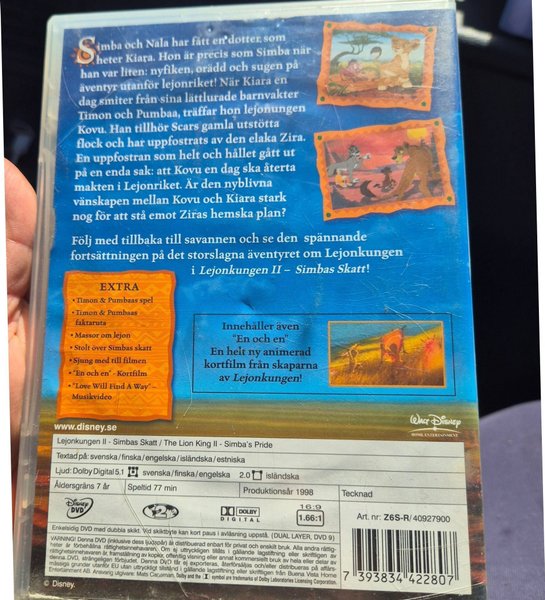 Simba och Nala har fått en dotter som
heter Kiara. Hon är precis som Simba när
han var liten: nyfiken, orädd och sugen på
äventyr utanför lejonriket! När Kiara en
dag smiter från sina lättlurade barnvakter
Timon och Pumbaa, träffar hon lejonungen
Kovu. Han tillhör Scars gamla utstötta
flock och har uppfostrats av den elaka Zira.
En uppfostran som helt och hållet gått ut
på en enda sak: att Kovu en dag ska återta
makten i Lejonriket. Är den nyblivna
vänskapen mellan Kovu och Kiara stark
nog för att stå emot Ziras hemska plan?
Följ med tillbaka till savannen och se den spännande
fortsättningen på det storslagna äventyret om Lejonkungen
i Lejonkungen II – Simbas Skatt!
EXTRA
• Timon & Pumbaas spel
• Timon & Pumbaas
faktaruta
• Massor om lejon
• Stolt över Simbas skatt
• Sjung med till filmen
• "En och en" - Kortfilm
• "Love Will Find A Way" –
Musikvideo
Innehåller även
"En och en"
En helt ny animerad
kortfilm från skaparna
av Lejonkungen!
www.disney.se
Walt Disney
HOME ENTERTAINMENT
Lejonkungen II - Simbas Skatt / The Lion King II - Simba's Pride
Textad på: svenska/finska/engelska/isländska/estniska
Ljud: Dolby Digital 5.1 svenska/finska/engelska 2.0 isländska
Åldersgräns 7 år
Speltid 77 min
Produktionsår 1998
Tecknad
Disney
DVD
2
DOLBY
DIGITAL
16:9
1.66:1
Art. nr: Z6S-R/ 40927900
Enkelsidig DVD med dubbla skikt. Vid skiktbyte kan kort paus i avläsning uppstå. (DUAL LAYER, DVD 9)
VARNING! Denna DVD (inklusive dess ljudspår) är
© Disney.
7 393834 422807